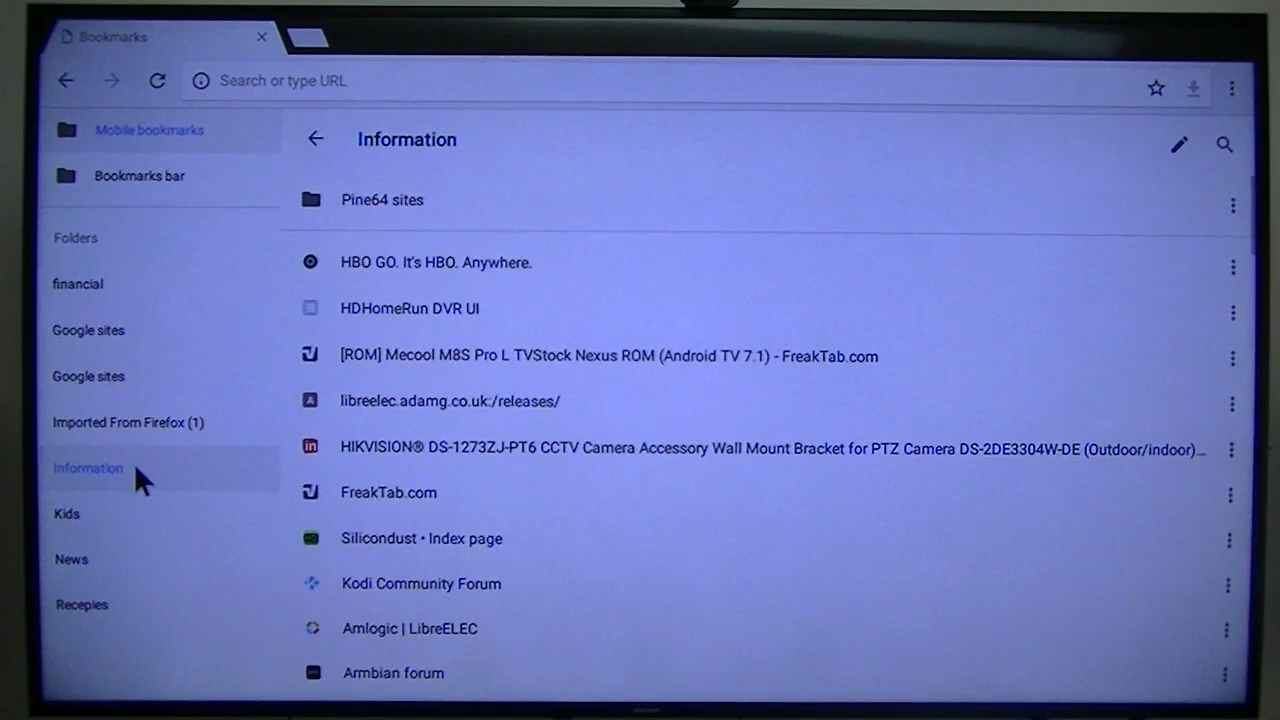 Bookmarks
Search or type URL
Mobile bookmarks
Bookmarks bar
Folders
financial
Google sites
Google sites
Imported From Firefox (1)
Information
Kids
News
Recepies
Information
Pine64 sites
HBO GO. It's HBO. Anywhere.
HDHomeRun DVR UI
[ROM] Mecool M8S Pro L TVStock Nexus ROM (Android TV 7.1) - FreakTab.com
A
libreelec.adamg.co.uk:/releases/
in
HIKVISION® DS-1273ZJ-PT6 CCTV Camera Accessory Wall Mount Bracket for PTZ Camera DS-2DE3304W-DE (Outdoor/indoor)...
FreakTab.com
Silicondust • Index page
Kodi Community Forum
Amlogic | LibreELEC
Armbian forum